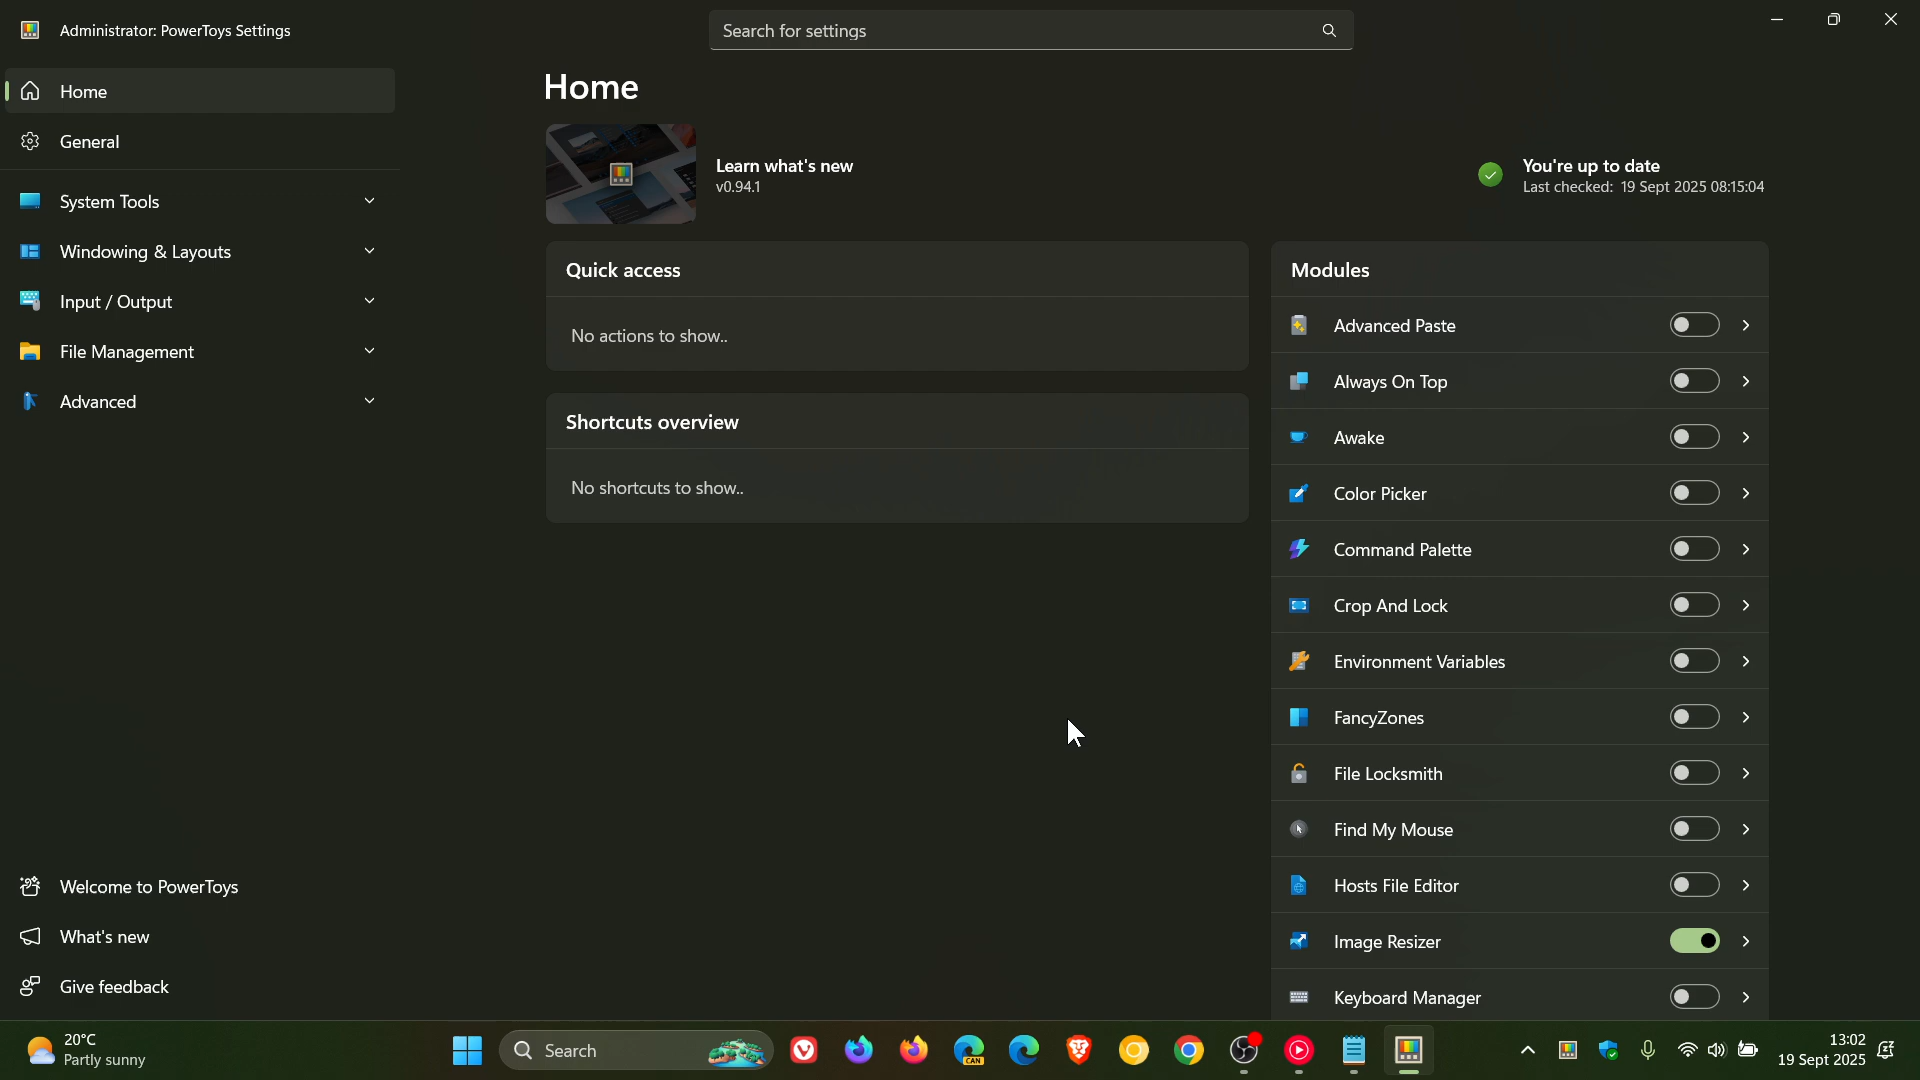 Administrator: PowerToys Settings
Search for settings
Home
General
System Tools
Windowing & Layouts
Input / Output
File Management
Advanced
Welcome to PowerToys
What's new
Give feedback
Home
Learn what's new
v0.94.1
You're up to date
Last checked: 19 Sept 2025 08:15:04
Quick access
No actions to show..
Shortcuts overview
No shortcuts to show..
Modules
Advanced Paste
Always On Top
Awake
Color Picker
Command Palette
Crop And Lock
Environment Variables
FancyZones
File Locksmith
Find My Mouse
Hosts File Editor
Image Resizer
Keyboard Manager
20°C
Partly sunny
Search
CAN
13:02
19 Sept 2025